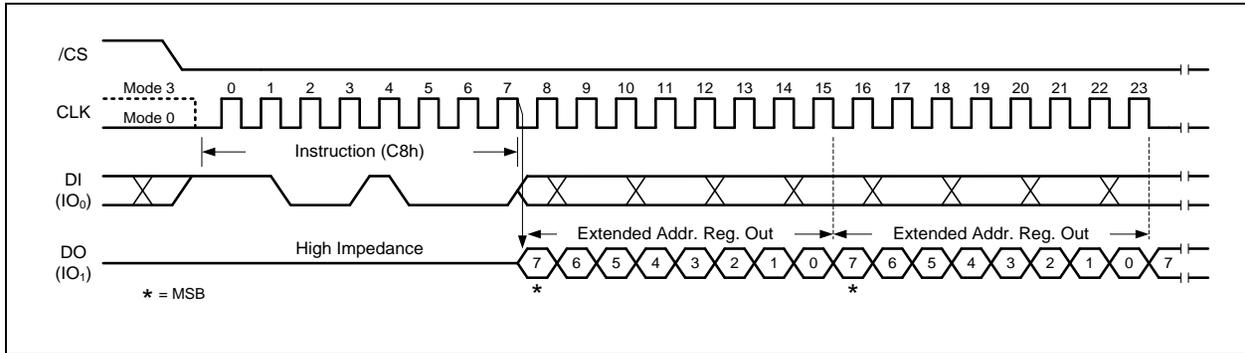 /CS
Mode 3
0 1 2 3 4 5 6 7 8 9 10 11 12 13 14 15 16 17 18 19 20 21 22 23
CLK
Mode 0
Instruction (C8h)
DI
(IO₀)
Extended Addr. Reg. Out Extended Addr. Reg. Out
High Impedance
DO
(IO₁)
7 6 5 4 3 2 1 0 7 6 5 4 3 2 1 0 7
* *
* = MSB